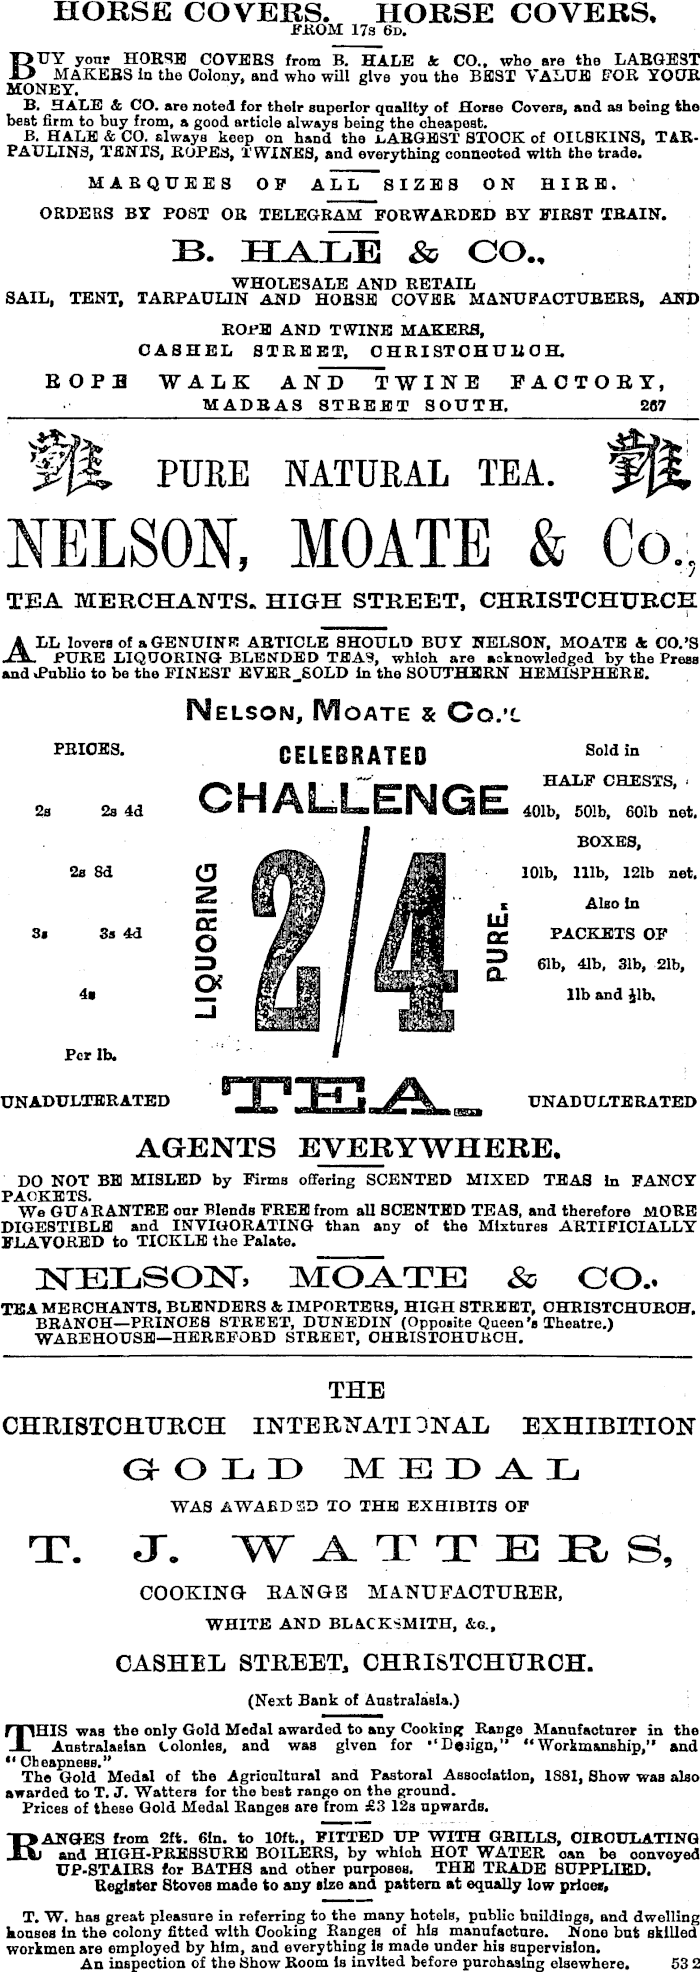 HORSE COVERS. HORSE COVERS.
FROM 17s 6D.
BUY your HORSE COVERS from B. HALE & CO., who are the LARGEST
MAKERS in the Colony, and who will give you the BEST VALUE FOR YOUR
MONEY.
B. HALE & CO. are noted for their superior quality of Horse Covers, and as being the
best firm to buy from, a good article always being the cheapest.
B. HALE & CO. always keep on hand the LARGEST STOCK of OILSKINS, TAR-
PAULINS, TENTS, ROPES, TWINES, and everything connected with the trade.
MARQUEES OF ALL SIZES ON HIRE.
ORDERS BY POST OR TELEGRAM FORWARDED BY FIRST TRAIN.
B. HALE & CO.,
WHOLESALE AND RETAIL
SAIL, TENT, TARPAULIN AND HORSE COVER MANUFACTURERS, AND
ROPE AND TWINE MAKERS,
CASHEL STREET, CHRISTCHURCH.
ROPE WALK AND TWINE FACTORY,
MADRAS STREET SOUTH. 267
難 PURE NATURAL TEA. 難
NELSON, MOATE & Co.,
TEA MERCHANTS. HIGH STREET, CHRISTCHURCH
ALL lovers of a GENUINE ARTICLE SHOULD BUY NELSON, MOATE & CO.'S
PURE LIQUORING BLENDED TEAS, which are acknowledged by the Press
and Public to be the FINEST EVER SOLD in the SOUTHERN HEMISPHERE.
NELSON, MOATE & Co.'S
PRICES. CELEBRATED Sold in
CHALLENGE HALF CHESTS,
2s 2s 4d 40lb, 50lb, 60lb net.
BOXES,
2s 8d LIQUORING 2/4 PURE. 10lb, 11lb, 12lb net.
Also in
3s 3s 4d PACKETS OF
6lb, 4lb, 3lb, 2lb,
4s 1lb and ½lb.
Per lb.
UNADULTERATED TEA. UNADULTERATED
AGENTS EVERYWHERE.
DO NOT BE MISLED by Firms offering SCENTED MIXED TEAS in FANCY
PACKETS.
We GUARANTEE our Blends FREE from all SCENTED TEAS, and therefore MORE
DIGESTIBLE and INVIGORATING than any of the Mixtures ARTIFICIALLY
FLAVORED to TICKLE the Palate.
NELSON, MOATE & CO.,
TEA MERCHANTS, BLENDERS & IMPORTERS, HIGH STREET, CHRISTCHURCH.
BRANCH—PRINCES STREET, DUNEDIN (Opposite Queen's Theatre.)
WAREHOUSE—HEREFORD STREET, CHRISTCHURCH.
THE
CHRISTCHURCH INTERNATIONAL EXHIBITION
GOLD MEDAL
WAS AWARDED TO THE EXHIBITS OF
T. J. WATTERS,
COOKING RANGE MANUFACTURER,
WHITE AND BLACKSMITH, &c.,
CASHEL STREET, CHRISTCHURCH.
(Next Bank of Australasia.)
THIS was the only Gold Medal awarded to any Cooking Range Manufacturer in the
Australasian Colonies, and was given for "Design," "Workmanship," and
"Cheapness."
The Gold Medal of the Agricultural and Pastoral Association, 1881, Show was also
awarded to T. J. Watters for the best range on the ground.
Prices of these Gold Medal Ranges are from £3 12s upwards.
RANGES from 2ft. 6in. to 10ft., FITTED UP WITH GRILLS, CIRCULATING
and HIGH-PRESSURE BOILERS, by which HOT WATER can be conveyed
UP-STAIRS for BATHS and other purposes. THE TRADE SUPPLIED.
Register Stoves made to any size and pattern at equally low prices.
T. W. has great pleasure in referring to the many hotels, public buildings, and dwelling
houses in the colony fitted with Cooking Ranges of his manufacture. None but skilled
workmen are employed by him, and everything is made under his supervision.
An inspection of the Show Room is invited before purchasing elsewhere. 532